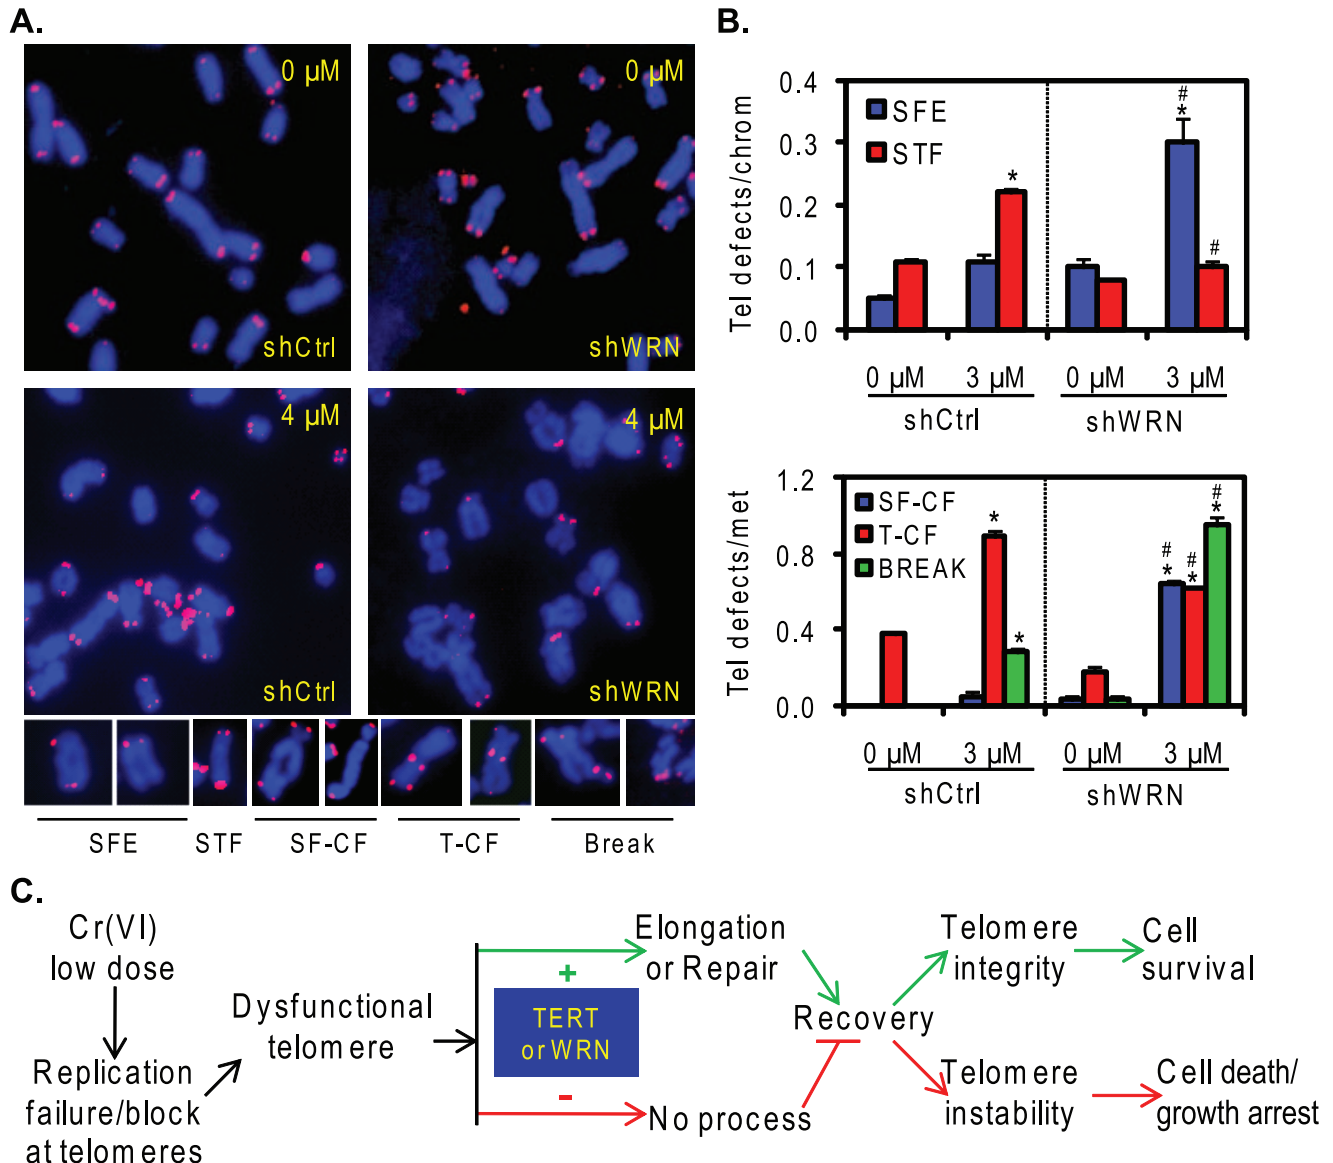 A.
0 µM
0 µM
shCtrl
shWRN
4 µM
4 µM
shCtrl
shWRN
SFE
STF
SF-CF
T-CF
Break
B.
Tel defects/chrom
0.4
0.3
0.2
0.1
0.0
SFE
STF
*
#
*
#
0 µM
3 µM
0 µM
3 µM
shCtrl
shWRN
Tel defects/met
1.2
0.8
0.4
0.0
SF-CF
T-CF
BREAK
*
*
#
*
#
*
#
*
0 µM
3 µM
0 µM
3 µM
shCtrl
shWRN
C.
Cr(VI)
low dose
Replication
failure/block
at telomeres
Dysfunctional
telomere
+
TERT
or WRN
-
Elongation
or Repair
No process
Recovery
Telomere
integrity
Cell
survival
Telomere
instability
Cell death/
growth arrest